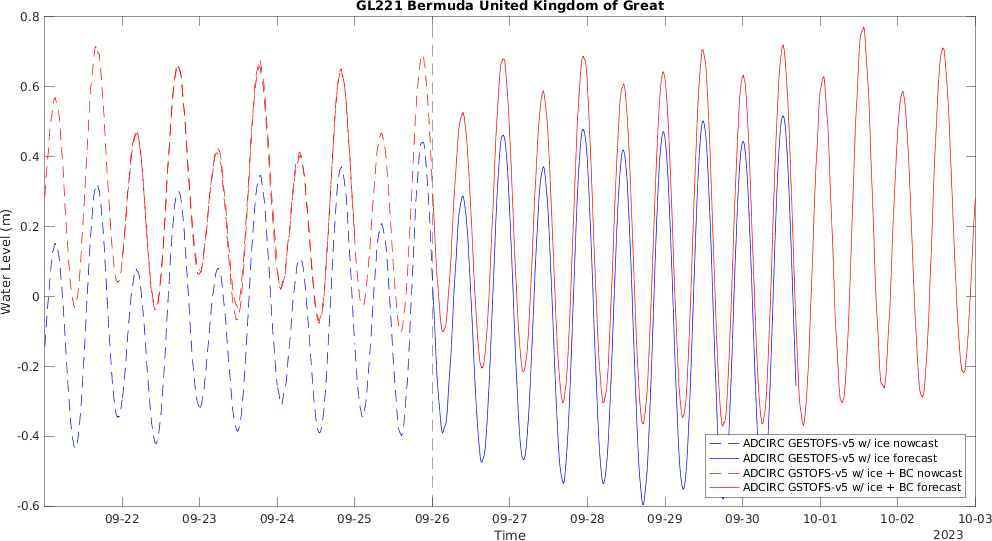 GL221 Bermuda United Kingdom of Great
0.8
0.6
0.4
0.2
0
-0.2
-0.4
-0.6
Water Level (m)
ADCIRC GESTOFS-v5 w/ ice nowcast
ADCIRC GESTOFS-v5 w/ ice forecast
ADCIRC GSTOFS-v5 w/ ice + BC nowcast
ADCIRC GSTOFS-v5 w/ ice + BC forecast
09-22 09-23 09-24 09-25 09-26 09-27 09-28 09-29 09-30 10-01 10-02 10-03
Time
2023